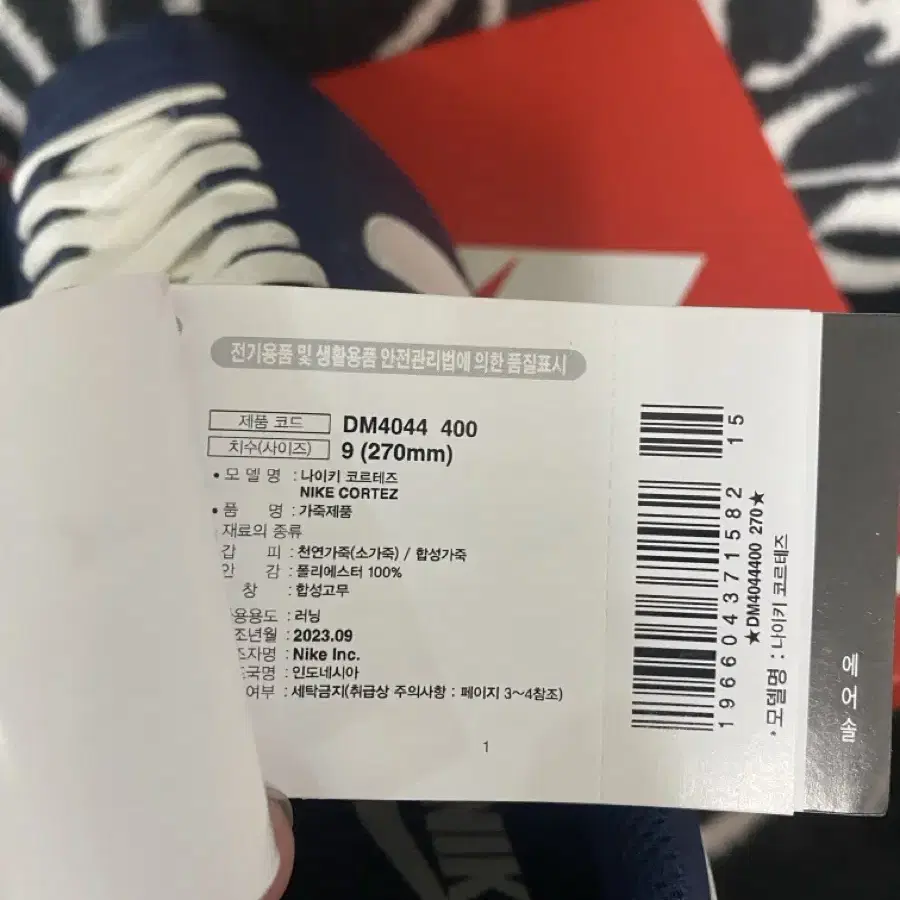 전기용품 및 생활용품 안전관리법에 의한 품질표시
제품 코드 DM4044 400
치수(사이즈) 9 (270mm)
• 모 델 명 : 나이키 코르테즈
NIKE CORTEZ
• 품 명 : 가죽제품
재료의 종류
갑 피 : 천연가죽(소가죽) / 합성가죽
안 감 : 폴리에스터 100%
창 : 합성고무
용도 : 러닝
조년월 : 2023.09
조자명 : Nike Inc.
국명 : 인도네시아
여부 : 세탁금지(취급상 주의사항 : 페이지 3~4참조)
1
15
196604371582
★DM4044400 270★
• 모델명 : 나이키 코르테즈
에어솔
NIK